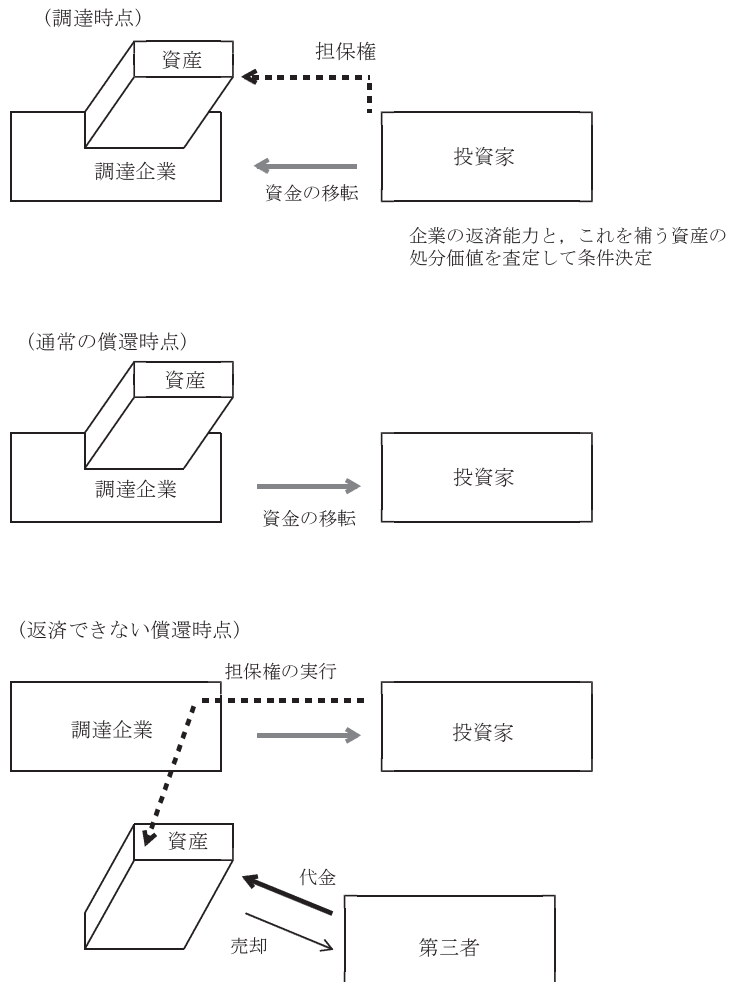 （調達時点）
資産
担保権
調達企業
投資家
資金の移転
企業の返済能力と，これを補う資産の
処分価値を査定して条件決定
（通常の償還時点）
資産
調達企業
投資家
資金の移転
（返済できない償還時点）
担保権の実行
調達企業
投資家
資産
代金
売却
第三者